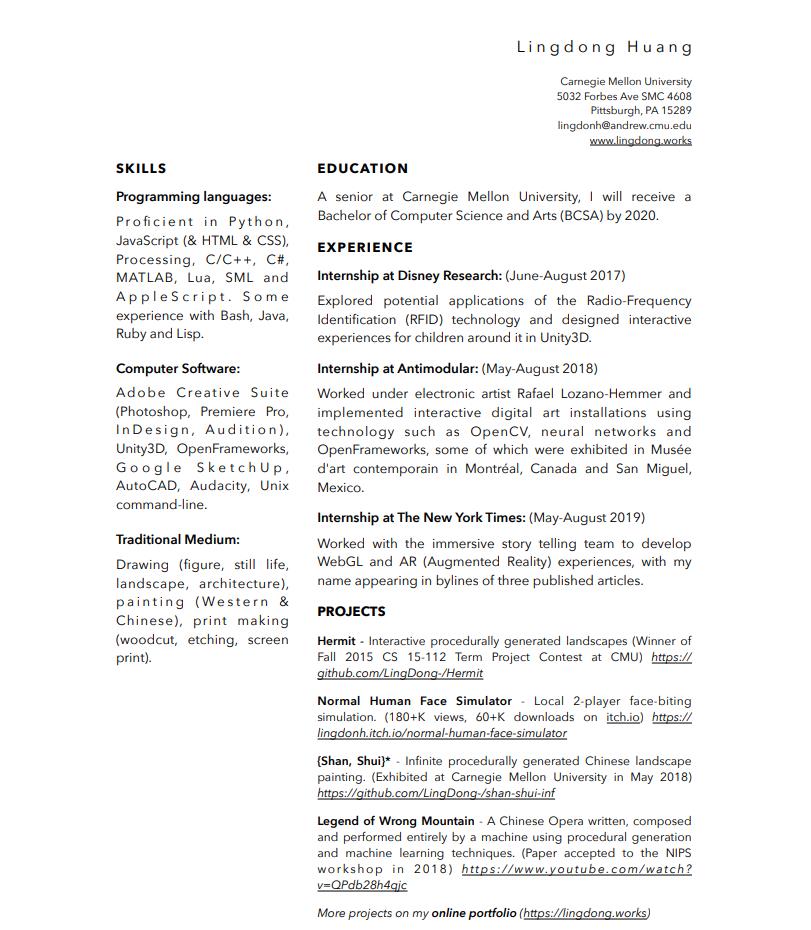 Lingdong Huang
Carnegie Mellon University
5032 Forbes Ave SMC 4608
Pittsburgh, PA 15289
lingdonh@andrew.cmu.edu
www.lingdong.works
SKILLS
Programming languages:
Proficient in Python,
JavaScript (& HTML & CSS),
Processing, C/C++, C#,
MATLAB, Lua, SML and
AppleScript. Some
experience with Bash, Java,
Ruby and Lisp.
Computer Software:
Adobe Creative Suite
(Photoshop, Premiere Pro,
InDesign, Audition),
Unity3D, OpenFrameworks,
Google SketchUp,
AutoCAD, Audacity, Unix
command-line.
Traditional Medium:
Drawing (figure, still life,
landscape, architecture),
painting (Western &
Chinese), print making
(woodcut, etching, screen
print).
EDUCATION
A senior at Carnegie Mellon University, I will receive a
Bachelor of Computer Science and Arts (BCSA) by 2020.
EXPERIENCE
Internship at Disney Research: (June-August 2017)
Explored potential applications of the Radio-Frequency
Identification (RFID) technology and designed interactive
experiences for children around it in Unity3D.
Internship at Antimodular: (May-August 2018)
Worked under electronic artist Rafael Lozano-Hemmer and
implemented interactive digital art installations using
technology such as OpenCV, neural networks and
OpenFrameworks, some of which were exhibited in Musée
d'art contemporain in Montréal, Canada and San Miguel,
Mexico.
Internship at The New York Times: (May-August 2019)
Worked with the immersive story telling team to develop
WebGL and AR (Augmented Reality) experiences, with my
name appearing in bylines of three published articles.
PROJECTS
Hermit - Interactive procedurally generated landscapes (Winner of
Fall 2015 CS 15-112 Term Project Contest at CMU) https://
github.com/LingDong-/Hermit
Normal Human Face Simulator - Local 2-player face-biting
simulation. (180+K views, 60+K downloads on itch.io) https://
lingdonh.itch.io/normal-human-face-simulator
{Shan, Shui}* - Infinite procedurally generated Chinese landscape
painting. (Exhibited at Carnegie Mellon University in May 2018)
https://github.com/LingDong-/shan-shui-inf
Legend of Wrong Mountain - A Chinese Opera written, composed
and performed entirely by a machine using procedural generation
and machine learning techniques. (Paper accepted to the NIPS
workshop in 2018) https://www.youtube.com/watch?
v=QPdb28h4qjc
More projects on my online portfolio (https://lingdong.works)